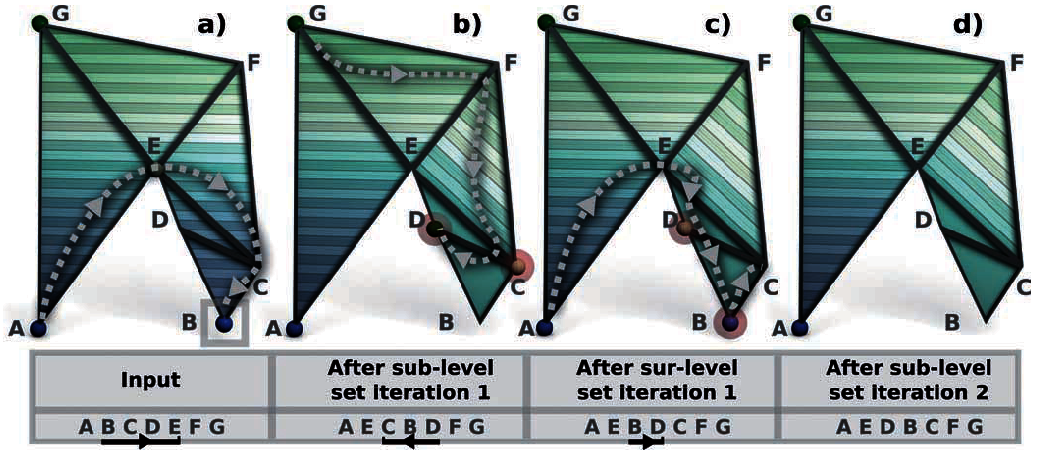 a)
G
F
E
D
C
B
A
b)
G
F
E
D
C
B
A
c)
G
F
E
D
C
B
A
d)
G
F
E
D
C
B
A
Input
After sub-level
set iteration 1
After sur-level
set iteration 1
After sub-level
set iteration 2
A B C D E F G
A E C B D F G
A E B D C F G
A E D B C F G